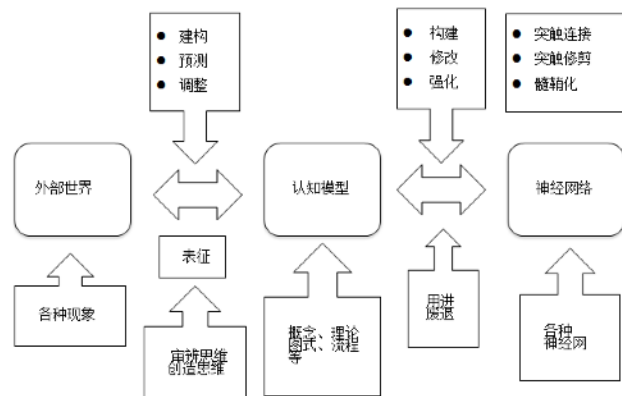 建构
预测
调整
构建
修改
强化
突触连接
突触修剪
髓鞘化
外部世界
认知模型
神经网络
表征
各种现象
审辨思维
创造思维
概念、理论
图式、流程
等
用进
废退
各种
神经网